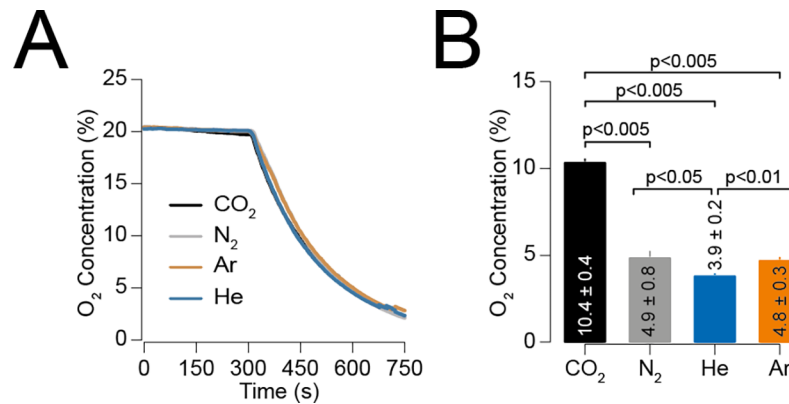 A
O₂ Concentration (%)
25
20
15
10
5
0
CO₂
N₂
Ar
He
0 150 300 450 600 750
Time (s)
B
O₂ Concentration (%)
15
10
5
0
p<0.005
p<0.005
p<0.005
p<0.05
p<0.01
10.4 ± 0.4
4.9 ± 0.8
3.9 ± 0.2
4.8 ± 0.3
CO₂ N₂ He Ar